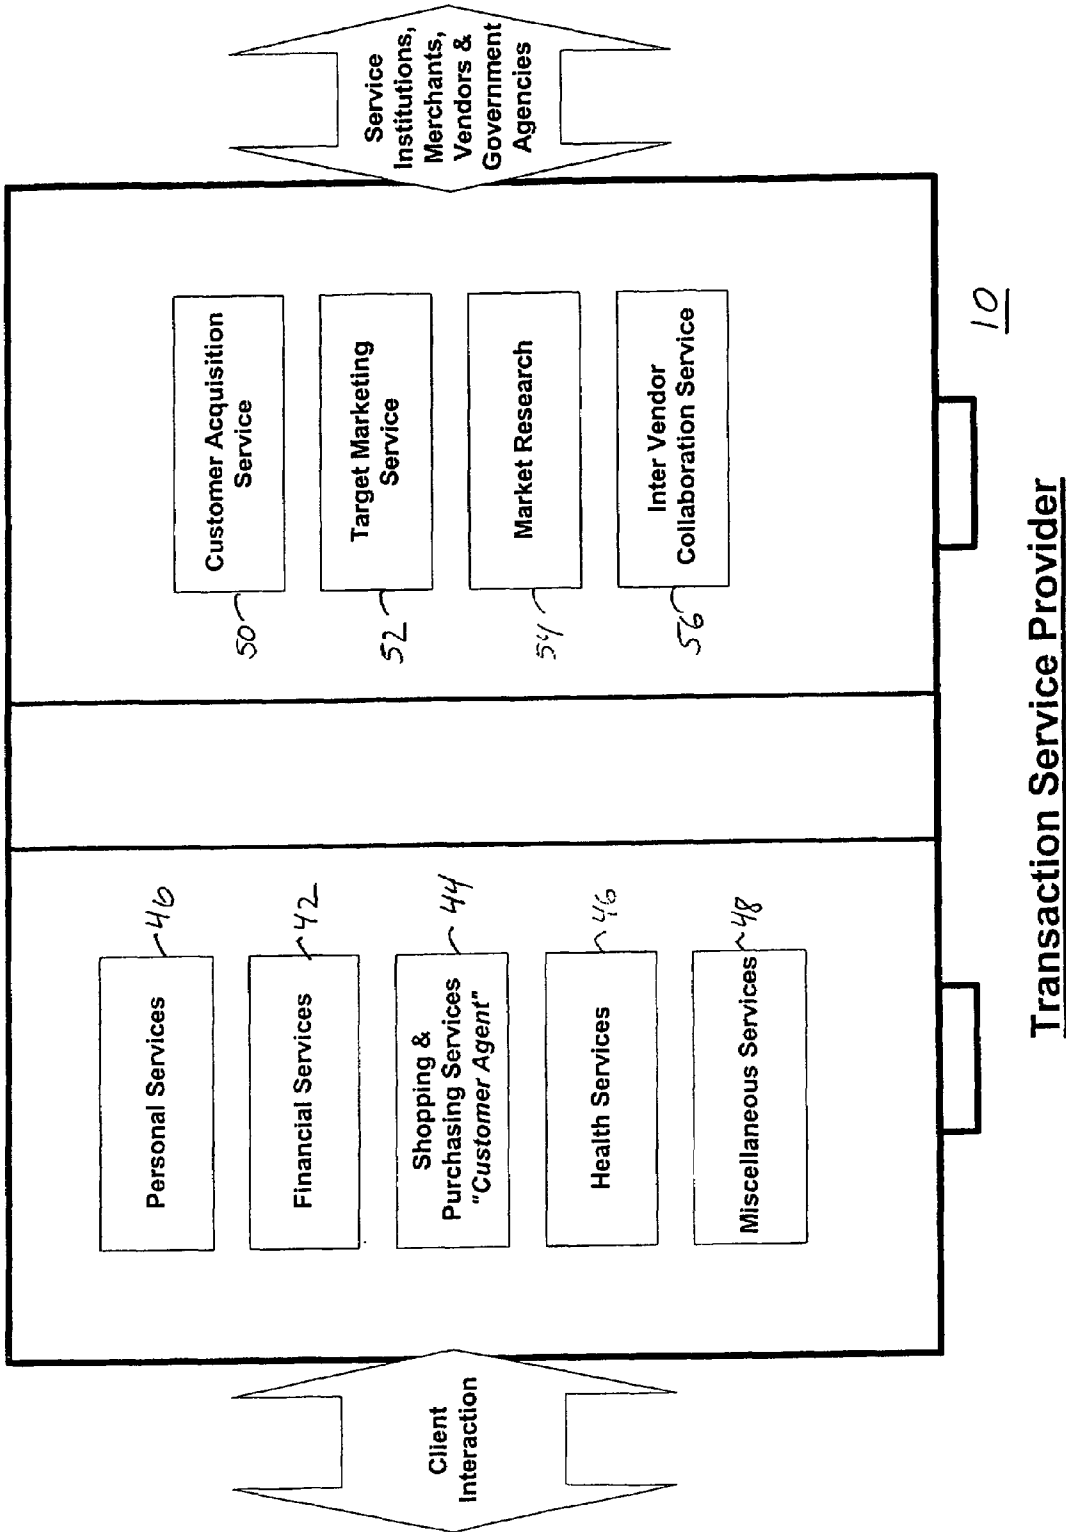 Client
Interaction
Personal Services
40
Financial Services
42
Shopping &
Purchasing Services
"Customer Agent"
44
Health Services
46
Miscellaneous Services
48
50
Customer Acquisition
Service
52
Target Marketing
Service
54
Market Research
56
Inter Vendor
Collaboration Service
Service
Institutions,
Merchants,
Vendors &
Government
Agencies
10
Transaction Service Provider